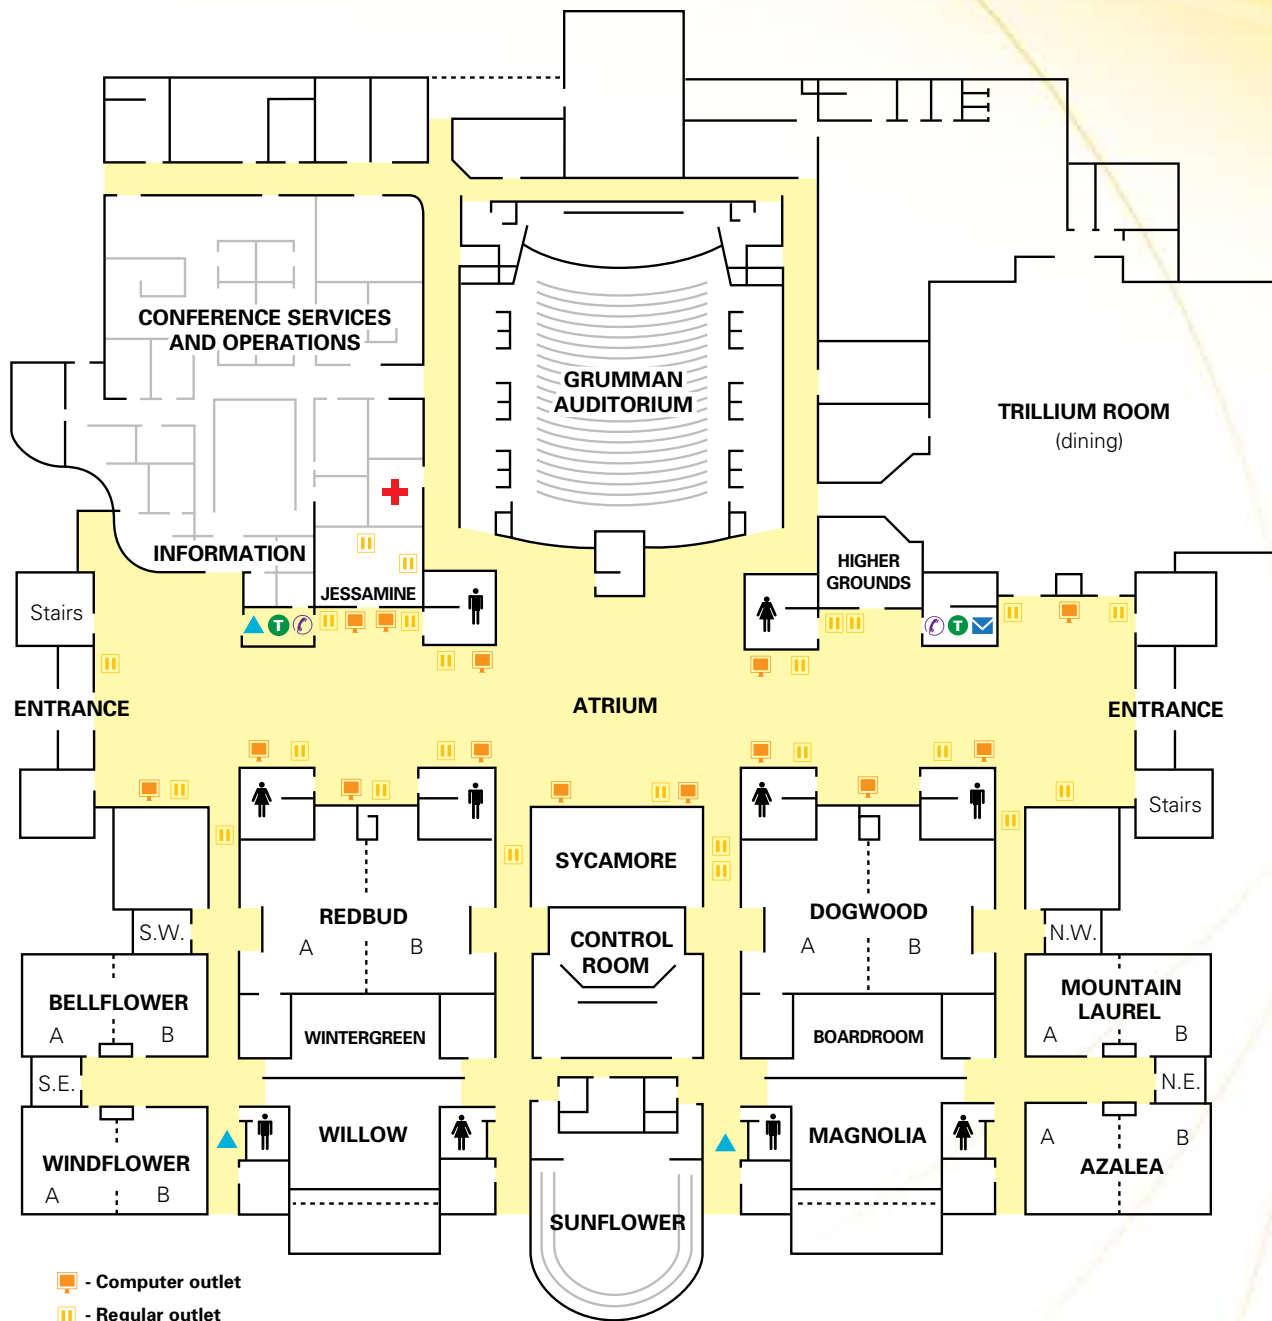 CONFERENCE SERVICES
AND OPERATIONS
GRUMMAN
AUDITORIUM
TRILLIUM ROOM
(dining)
INFORMATION
JESSAMINE
HIGHER
GROUNDS
Stairs
T
T
ENTRANCE
ATRIUM
ENTRANCE
Stairs
SYCAMORE
REDBUD
A
B
DOGWOOD
A
B
S.W.
CONTROL
ROOM
N.W.
BELLFLOWER
A
B
WINTERGREEN
BOARDROOM
MOUNTAIN
LAUREL
A
B
S.E.
N.E.
WILLOW
MAGNOLIA
WINDFLOWER
A
B
A
B
AZALEA
SUNFLOWER
- Computer outlet
- Regular outlet